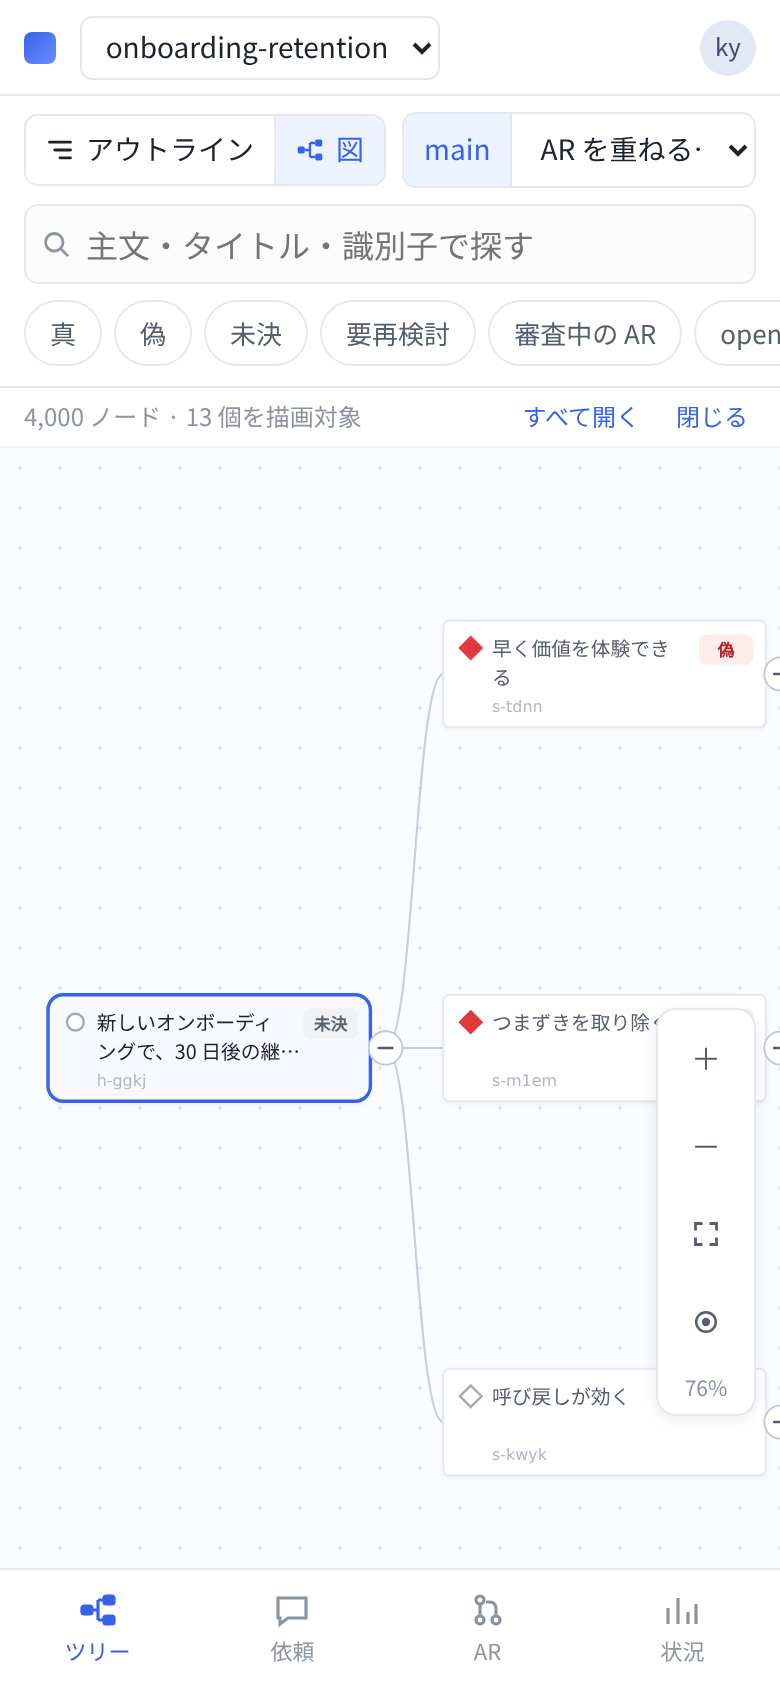 onboarding-retention
ky
アウトライン
図
main
AR を重ねる·
主文・タイトル・識別子で探す
真
偽
未決
要再検討
審査中の AR
open
4,000 ノード · 13 個を描画対象
すべて開く
閉じる
早く価値を体験でき
る
偽
s-tdnn
新しいオンボーディ
ングで、30 日後の継…
未決
h-ggkj
つまずきを取り除
s-m1em
呼び戻しが効く
s-kwyk
76%
ツリー
依頼
AR
状況